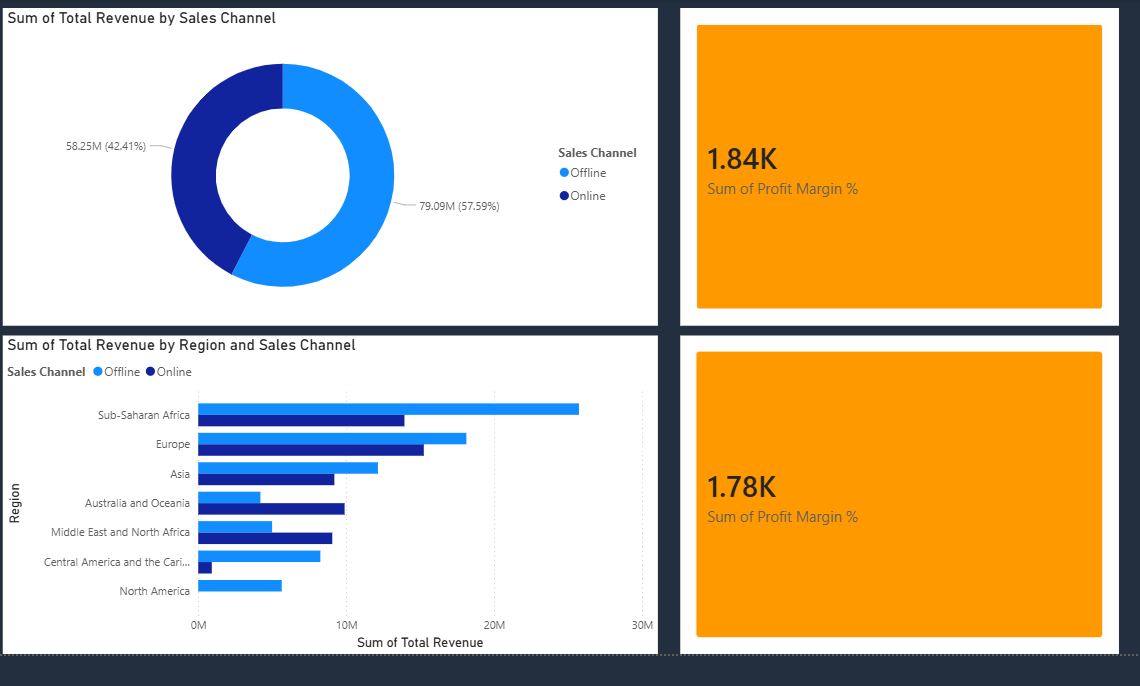 Sum of Total Revenue by Sales Channel
58.25M (42.41%)
79.09M (57.59%)
Sales Channel
Offline
Online
1.84K
Sum of Profit Margin %
Sum of Total Revenue by Region and Sales Channel
Sales Channel Offline Online
Region
Sub-Saharan Africa
Europe
Asia
Australia and Oceania
Middle East and North Africa
Central America and the Cari...
North America
0M 10M 20M 30M
Sum of Total Revenue
1.78K
Sum of Profit Margin %